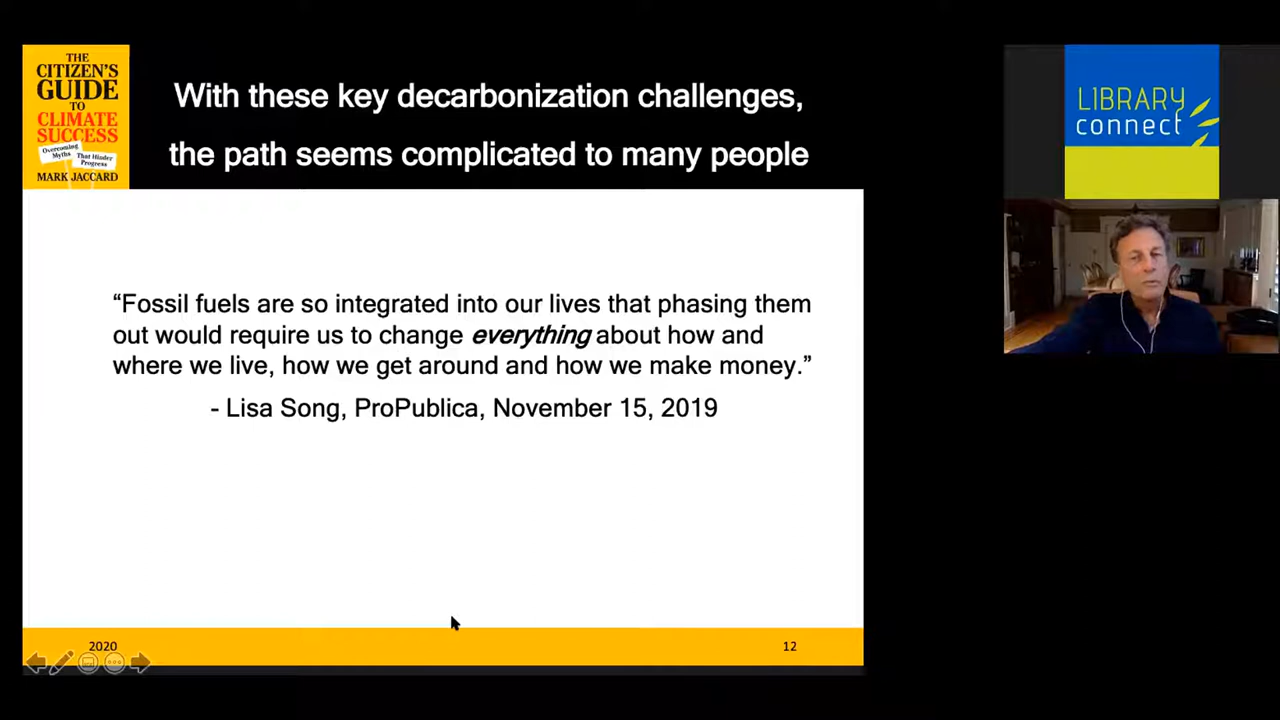 THE
CITIZEN'S
GUIDE
TO
CLIMATE
SUCCESS
Overcoming
Myths
That Hinder
Progress
MARK JACCARD
With these key decarbonization challenges,
the path seems complicated to many people
“Fossil fuels are so integrated into our lives that phasing them
out would require us to change everything about how and
where we live, how we get around and how we make money.”
- Lisa Song, ProPublica, November 15, 2019
2020
12
LIBRARY
connect